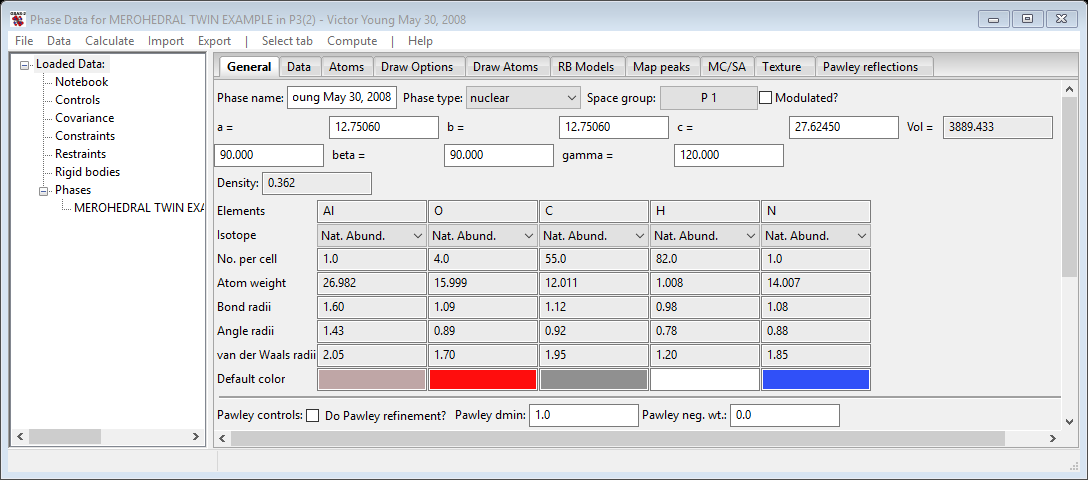 Phase Data for MEROHEDRAL TWIN EXAMPLE in P3(2) - Victor Young May 30, 2008
File Data Calculate Import Export | Select tab Compute | Help
Loaded Data:
Notebook
Controls
Covariance
Constraints
Restraints
Rigid bodies
Phases
MEROHEDRAL TWIN EXA
General Data Atoms Draw Options Draw Atoms RB Models Map peaks MC/SA Texture Pawley reflections
Phase name: oung May 30, 2008 Phase type: nuclear Space group: P 1 Modulated?
a = 12.75060 b = 12.75060 c = 27.62450 Vol = 3889.433
90.000 beta = 90.000 gamma = 120.000
Density: 0.362
Elements Al O C H N
Isotope Nat. Abund. Nat. Abund. Nat. Abund. Nat. Abund. Nat. Abund.
No. per cell 1.0 4.0 55.0 82.0 1.0
Atom weight 26.982 15.999 12.011 1.008 14.007
Bond radii 1.60 1.09 1.12 0.98 1.08
Angle radii 1.43 0.89 0.92 0.78 0.88
van der Waals radii 2.05 1.70 1.95 1.20 1.85
Default color
Pawley controls: Do Pawley refinement? Pawley dmin: 1.0 Pawley neg. wt.: 0.0